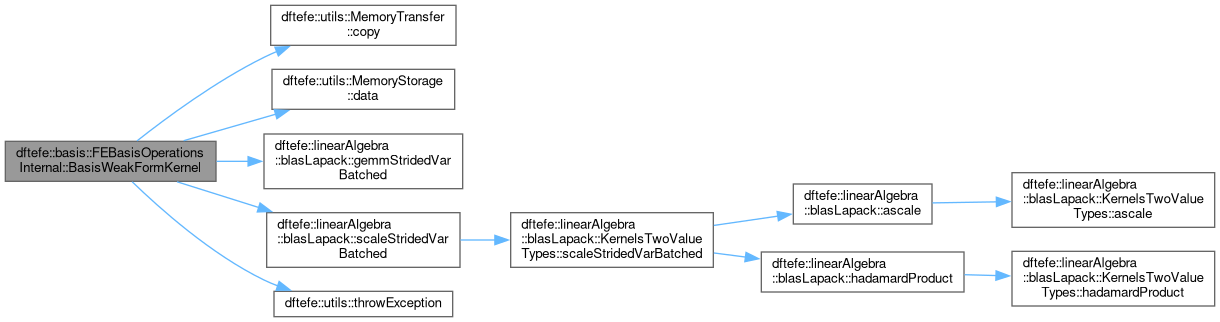 dftefe::basis::FEBasisOperations
Internal::BasisWeakFormKernel
dftefe::utils::MemoryTransfer
::copy
dftefe::utils::MemoryStorage
::data
dftefe::linearAlgebra
::blasLapack::gemmStridedVar
Batched
dftefe::linearAlgebra
::blasLapack::scaleStridedVar
Batched
dftefe::utils::throwException
dftefe::linearAlgebra
::blasLapack::KernelsTwoValue
Types::scaleStridedVarBatched
dftefe::linearAlgebra
::blasLapack::ascale
dftefe::linearAlgebra
::blasLapack::hadamardProduct
dftefe::linearAlgebra
::blasLapack::KernelsTwoValue
Types::ascale
dftefe::linearAlgebra
::blasLapack::KernelsTwoValue
Types::hadamardProduct